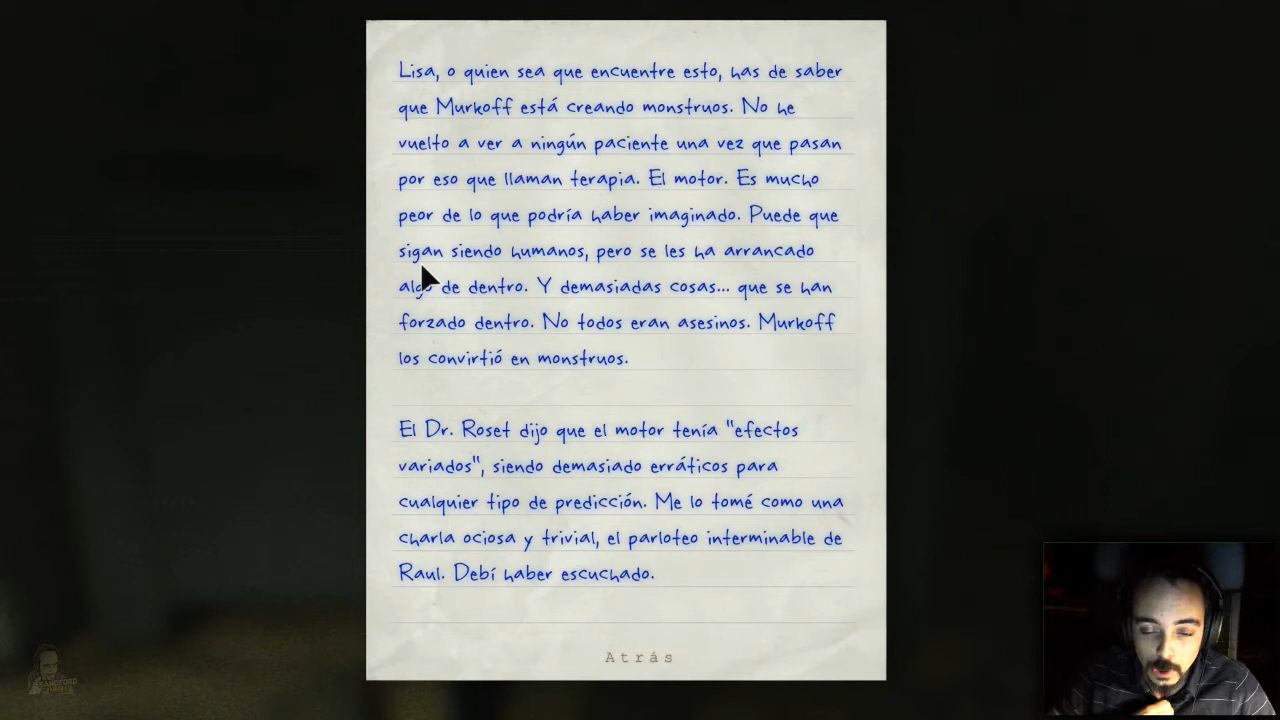 Lisa, o quien sea que encuentre esto, has de saber
que Murkoff está creando monstruos. No he
vuelto a ver a ningún paciente una vez que pasan
por eso que llaman terapia. El motor. Es mucho
peor de lo que podría haber imaginado. Puede que
sigan siendo humanos, pero se les ha arrancado
algo de dentro. Y demasiadas cosas... que se han
forzado dentro. No todos eran asesinos. Murkoff
los convirtió en monstruos.
El Dr. Roset dijo que el motor tenía "efectos
variados", siendo demasiado erráticos para
cualquier tipo de predicción. Me lo tomé como una
charla ociosa y trivial, el parloteo interminable de
Raul. Debí haber escuchado.
Atrás